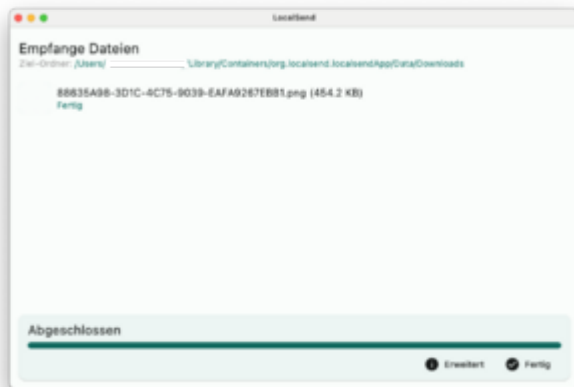 LocalSend
Empfange Dateien
Ziel-Ordner: /Users/ /Library/Containers/org.localsend.localsendApp/Data/Downloads
88635A98-3D1C-4C75-9039-EAFA9267EBB1.png (454.2 KB)
Fertig
Abgeschlossen
Erweitert
Fertig